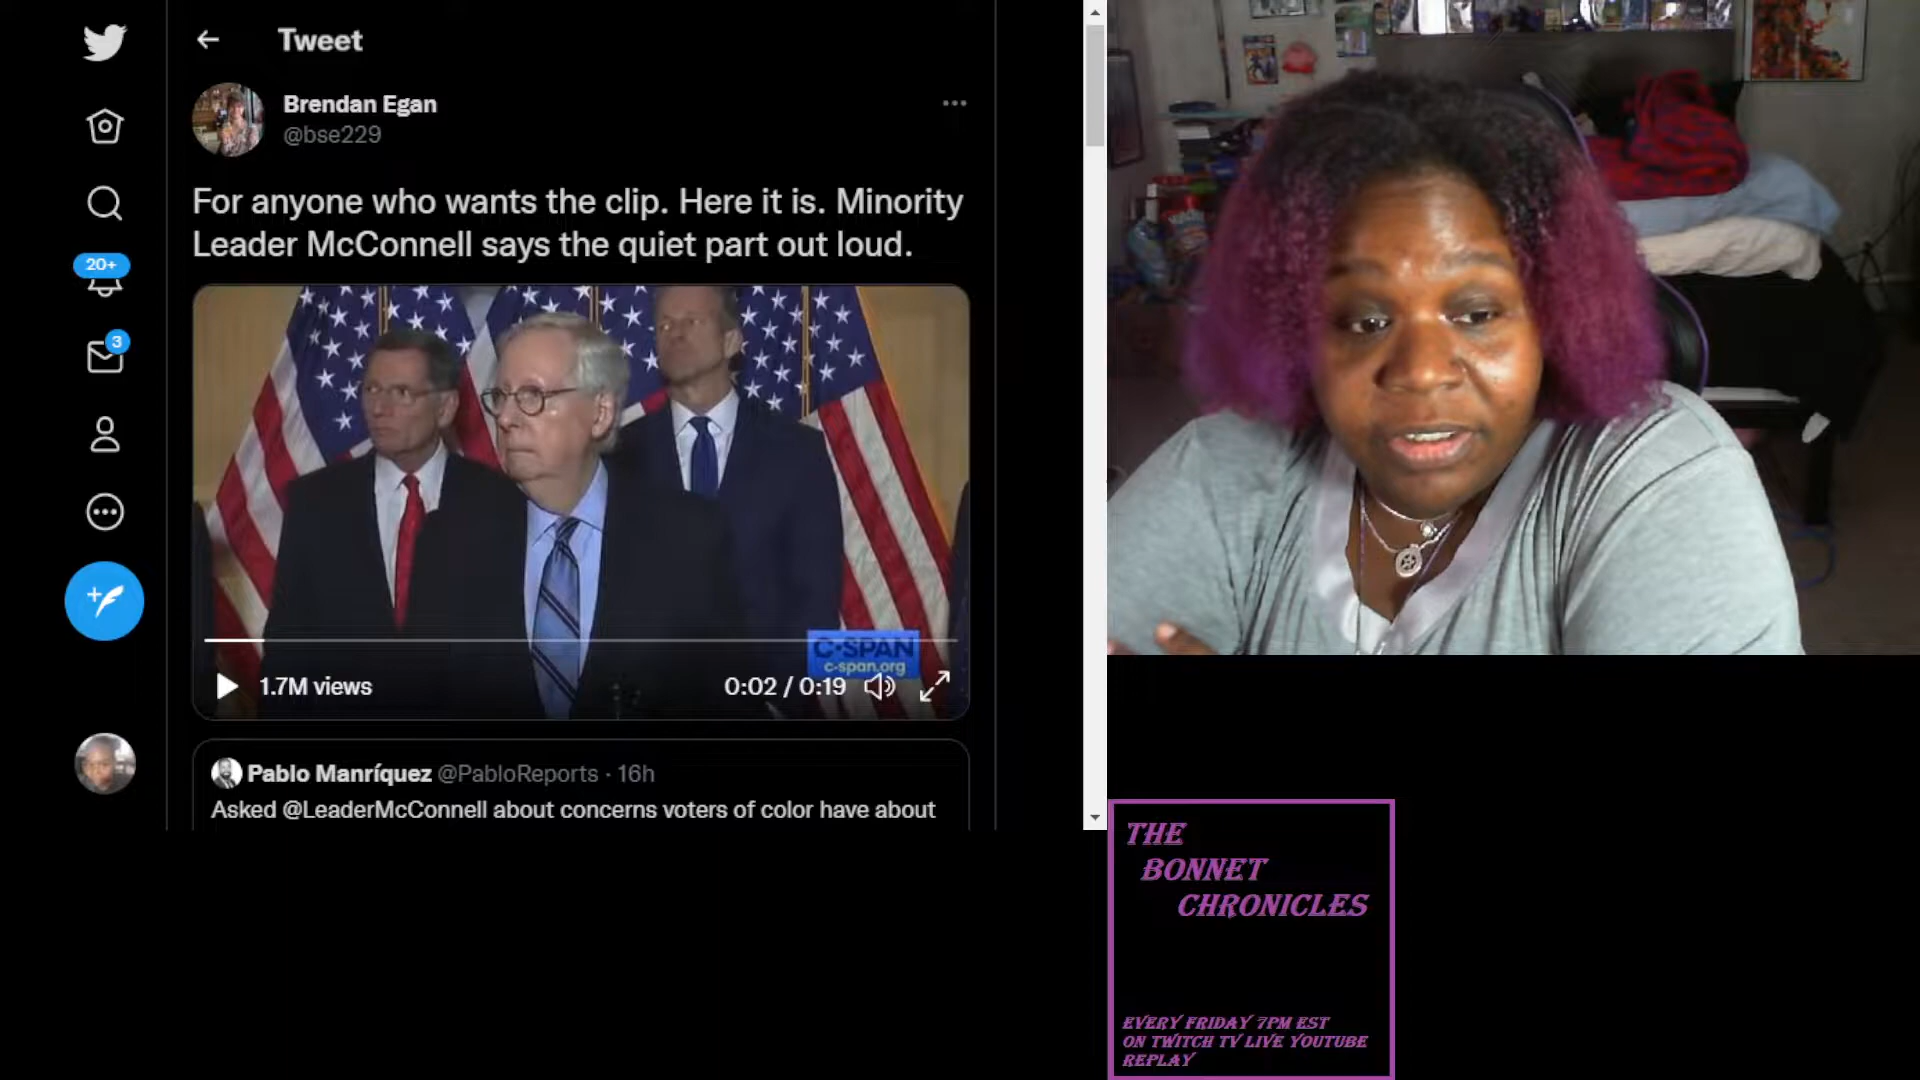 Tweet
Brendan Egan
@bse229
For anyone who wants the clip. Here it is. Minority
Leader McConnell says the quiet part out loud.
20+
3
C-SPAN
c-span.org
1.7M views
0:02 / 0:19
Pablo Manríquez @PabloReports · 16h
Asked @LeaderMcConnell about concerns voters of color have about
THE
BONNET
CHRONICLES
EVERY FRIDAY 7PM EST
ON TWITCH TV LIVE YOUTUBE
REPLAY